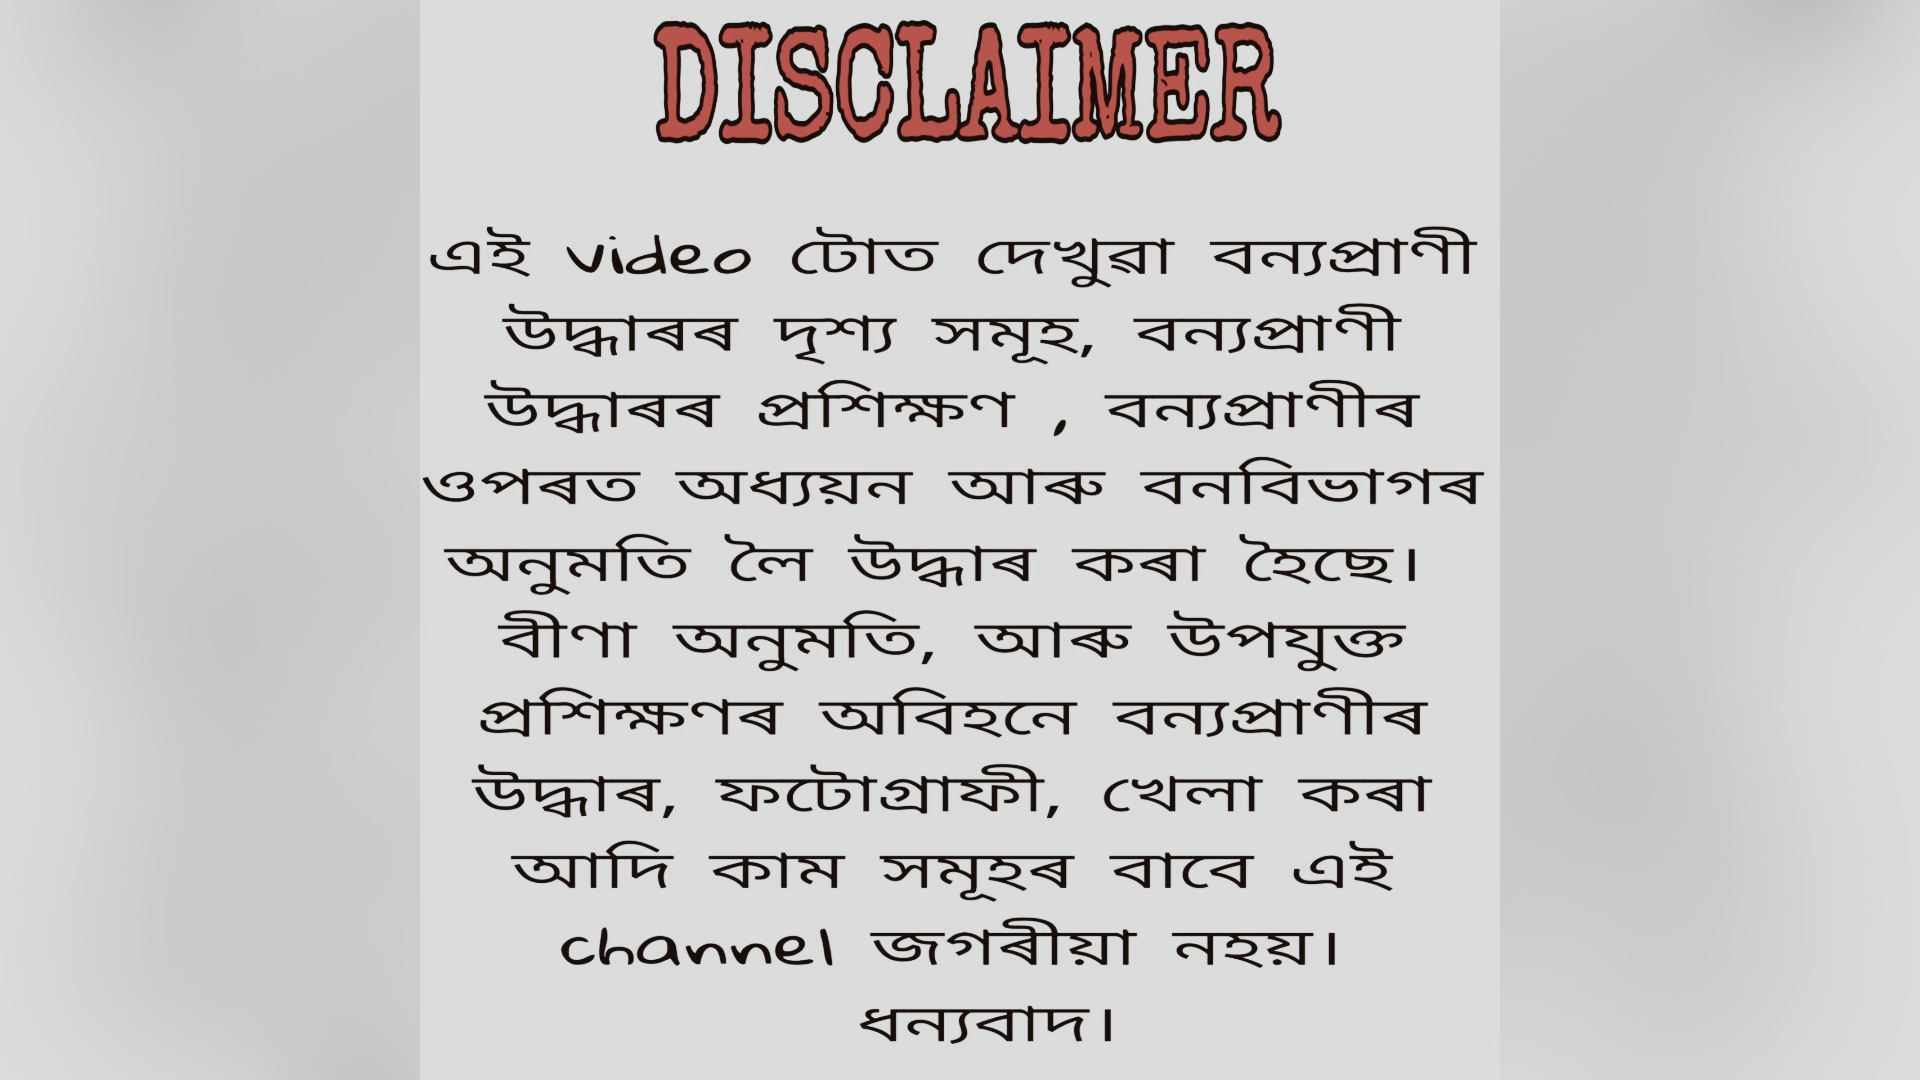 DISCLAIMER
এই video টোত দেখুৱা বন্যপ্ৰাণী
উদ্ধাৰৰ দৃশ্য সমূহ, বন্যপ্ৰাণী
উদ্ধাৰৰ প্ৰশিক্ষণ , বন্যপ্ৰাণীৰ
ওপৰত অধ্যয়ন আৰু বনবিভাগৰ
অনুমতি লৈ উদ্ধাৰ কৰা হৈছে।
বীণা অনুমতি, আৰু উপযুক্ত
প্ৰশিক্ষণৰ অবিহনে বন্যপ্ৰাণীৰ
উদ্ধাৰ, ফটোগ্ৰাফী, খেলা কৰা
আদি কাম সমূহৰ বাবে এই
channel জগৰীয়া নহয়।
ধন্যবাদ।